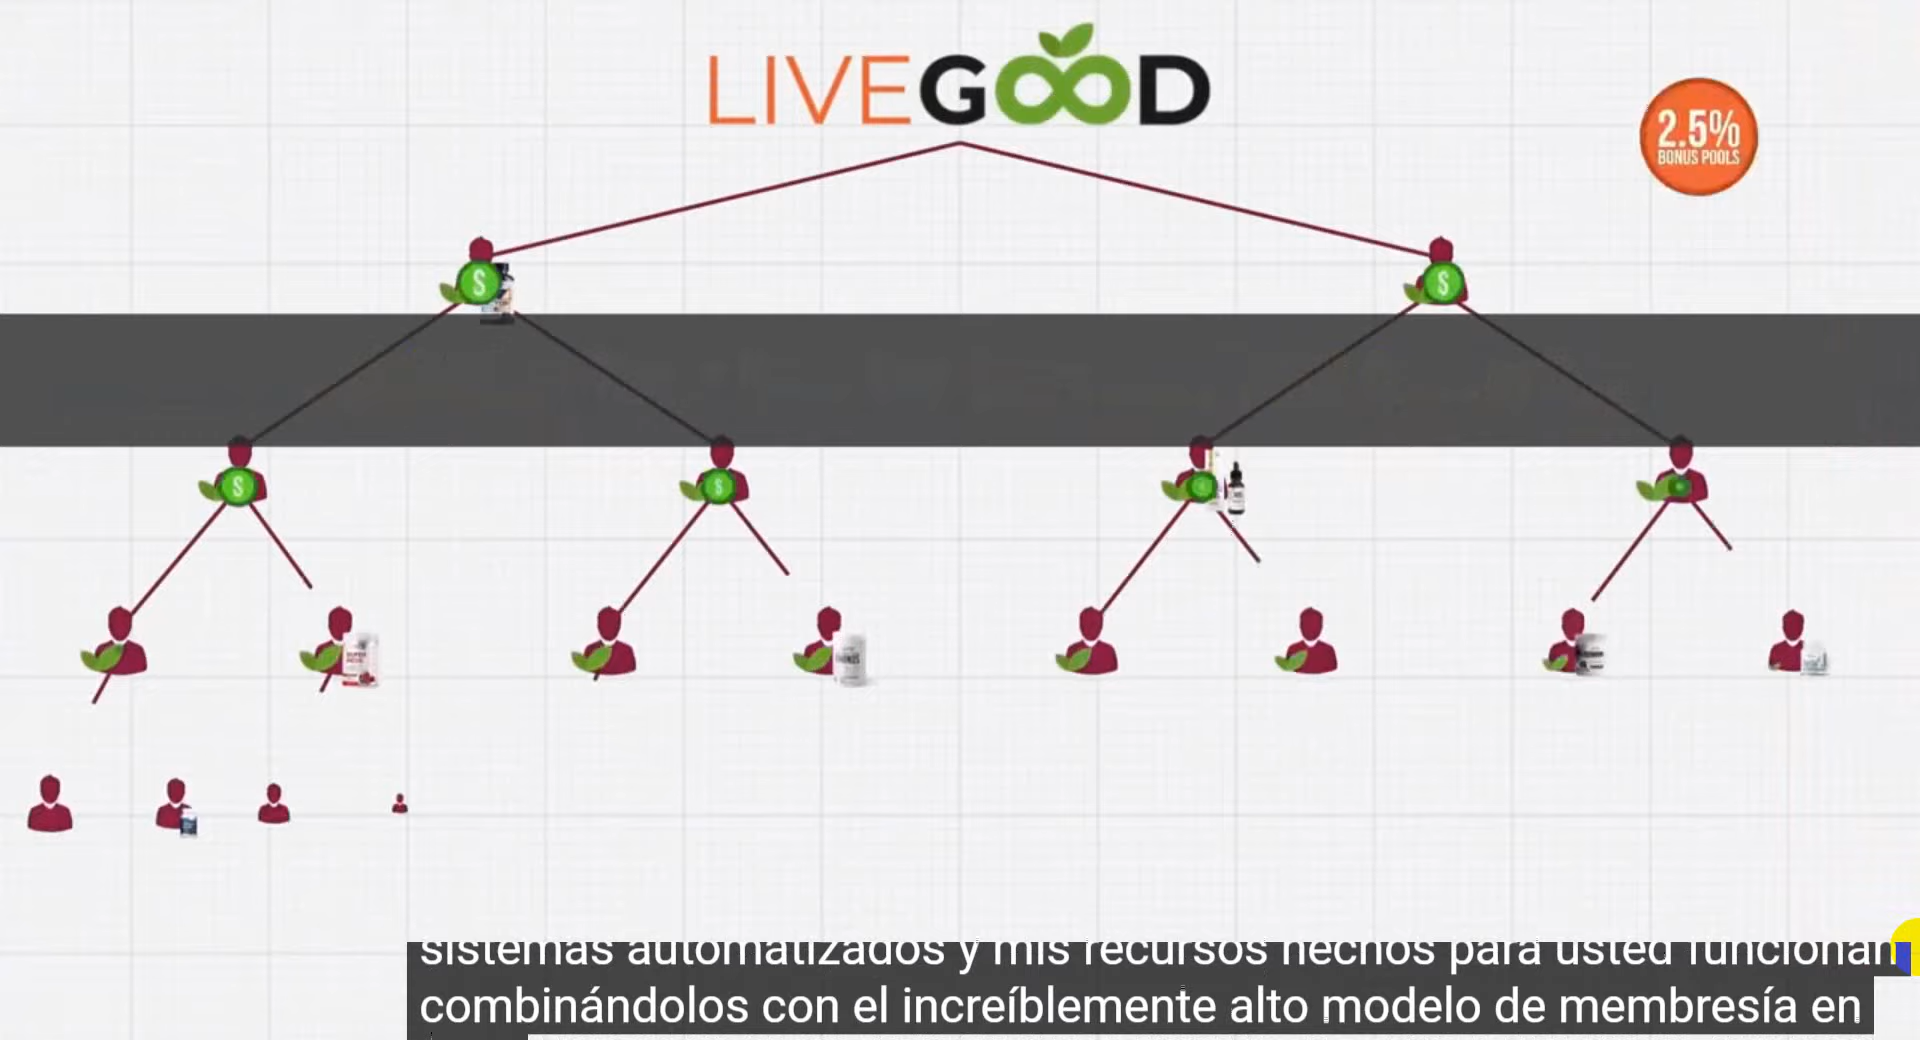 LIVEGOOD
2.5%
BONUS POOLS
sistemas automatizados y mis recursos hechos para usted funcionan
combinándolos con el increíblemente alto modelo de membresía en